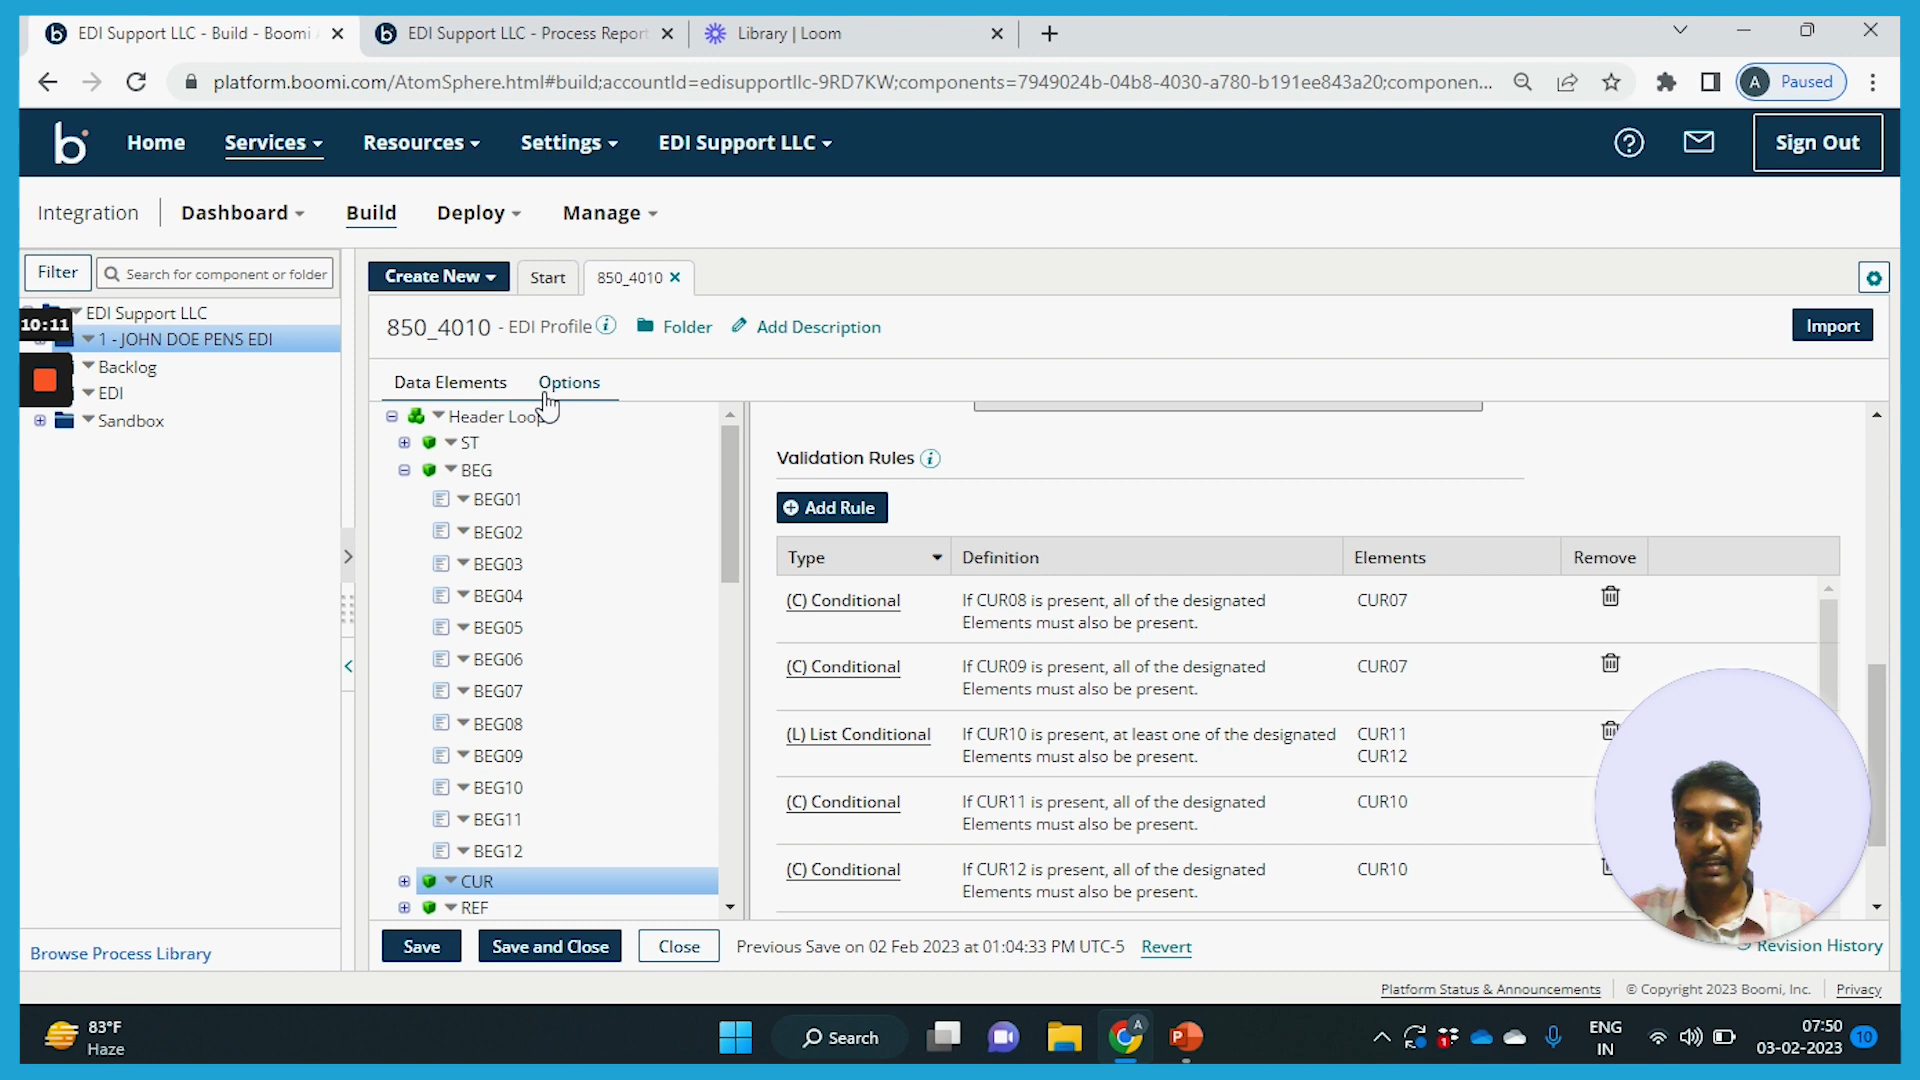 EDI Support LLC - Build - Boomi
EDI Support LLC - Process Report
Library | Loom
platform.boomi.com/AtomSphere.html#build;accountId=edisupportllc-9RD7KW;components=7949024b-04b8-4030-a780-b191ee843a20;componen...
A
Paused
b
Home
Services
Resources
Settings
EDI Support LLC
Sign Out
Integration
Dashboard
Build
Deploy
Manage
Filter
Search for component or folder
Create New
Start
850_4010
EDI Support LLC
10:11
1 - JOHN DOE PENS EDI
Backlog
EDI
Sandbox
850_4010 - EDI Profile
Folder
Add Description
Import
Data Elements
Options
Header Loop
ST
BEG
BEG01
BEG02
BEG03
BEG04
BEG05
BEG06
BEG07
BEG08
BEG09
BEG10
BEG11
BEG12
CUR
REF
Validation Rules
Add Rule
Type
Definition
Elements
Remove
(C) Conditional
If CUR08 is present, all of the designated
Elements must also be present.
CUR07
(C) Conditional
If CUR09 is present, all of the designated
Elements must also be present.
CUR07
(L) List Conditional
If CUR10 is present, at least one of the designated
Elements must also be present.
CUR11
CUR12
(C) Conditional
If CUR11 is present, all of the designated
Elements must also be present.
CUR10
(C) Conditional
If CUR12 is present, all of the designated
Elements must also be present.
CUR10
Browse Process Library
Save
Save and Close
Close
Previous Save on 02 Feb 2023 at 01:04:33 PM UTC-5
Revert
Revision History
Platform Status & Announcements
© Copyright 2023 Boomi, Inc.
Privacy
83°F
Haze
Search
A
P
1
ENG
IN
07:50
03-02-2023
10